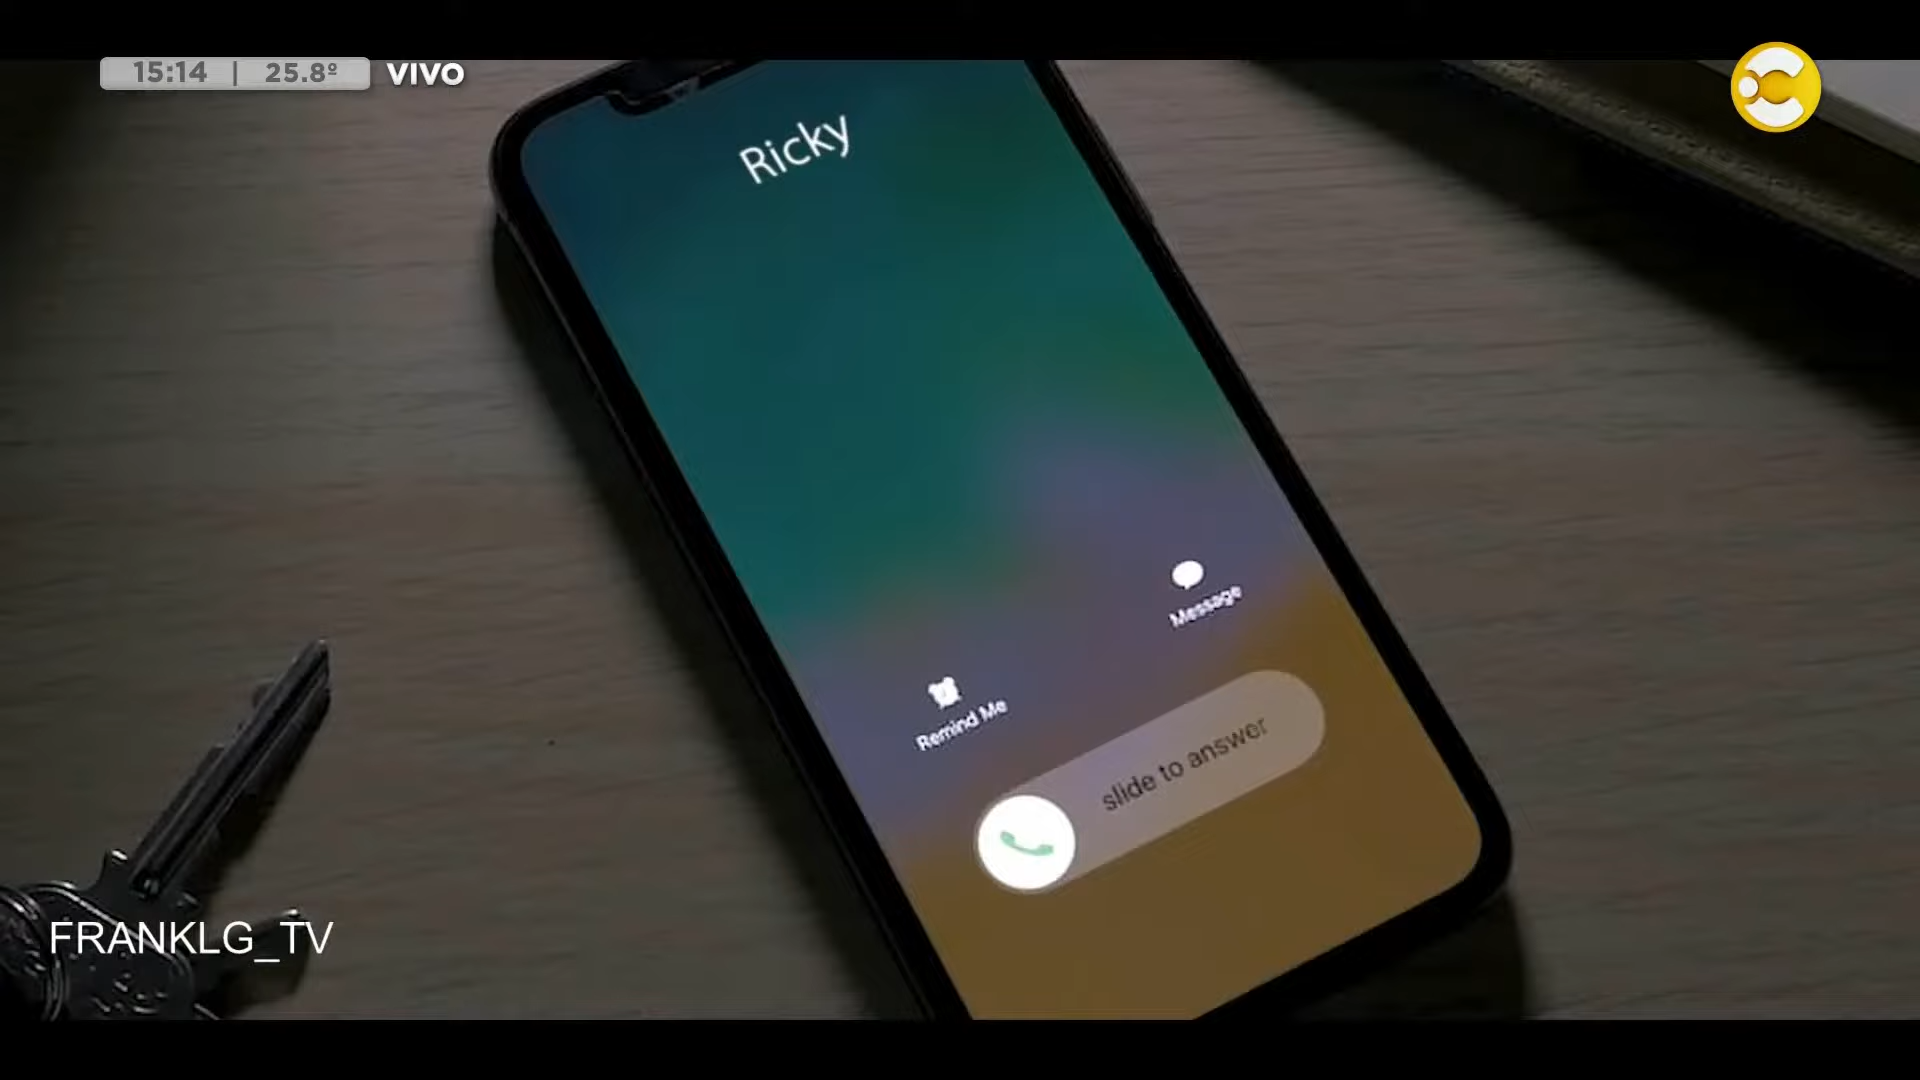 15:14 | 25.8º VIVO
Ricky
Message
Remind Me
slide to answer
FRANKLG_TV